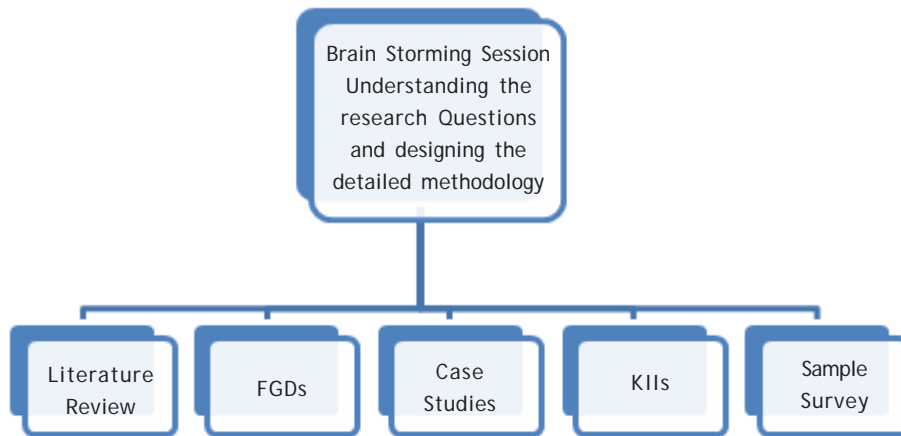 Brain Storming Session
Understanding the
research Questions
and designing the
detailed methodology
Literature
Review
FGDs
Case
Studies
KIIs
Sample
Survey